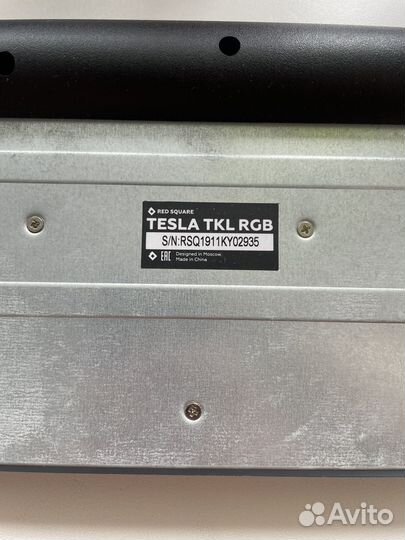 RED SQUARE
TESLA TKL RGB
S/N:RSQ1911KY02935
EAC Designed in Moscow.
Made in China
Avito